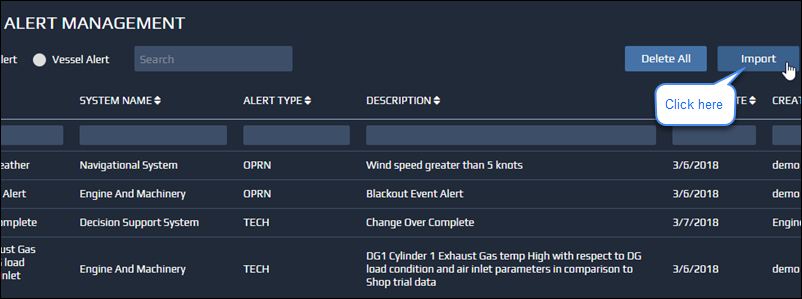 ALERT MANAGEMENT
lert Vessel Alert Search Delete All Import
Click here
SYSTEM NAME ALERT TYPE DESCRIPTION TE CREAT
eather Navigational System OPRN Wind speed greater than 5 knots 3/6/2018 demo
Alert Engine And Machinery OPRN Blackout Event Alert 3/6/2018 demo
omplete Decision Support System TECH Change Over Complete 3/7/2018 Engine
ust Gas
load
nlet
Engine And Machinery TECH
DG1 Cylinder 1 Exhaust Gas temp High with respect to DG
load condition and air inlet parameters in comparison to
Shop trial data
3/6/2018 demo